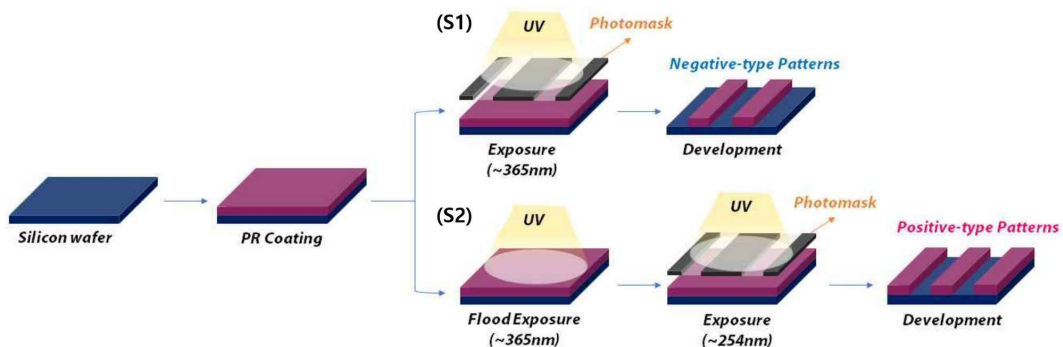 (S1)
UV
Photomask
Negative-type Patterns
Exposure
(~365nm)
Development
Silicon wafer
PR Coating
(S2)
UV
UV
Photomask
Positive-type Patterns
Flood Exposure
(~365nm)
Exposure
(~254nm)
Development